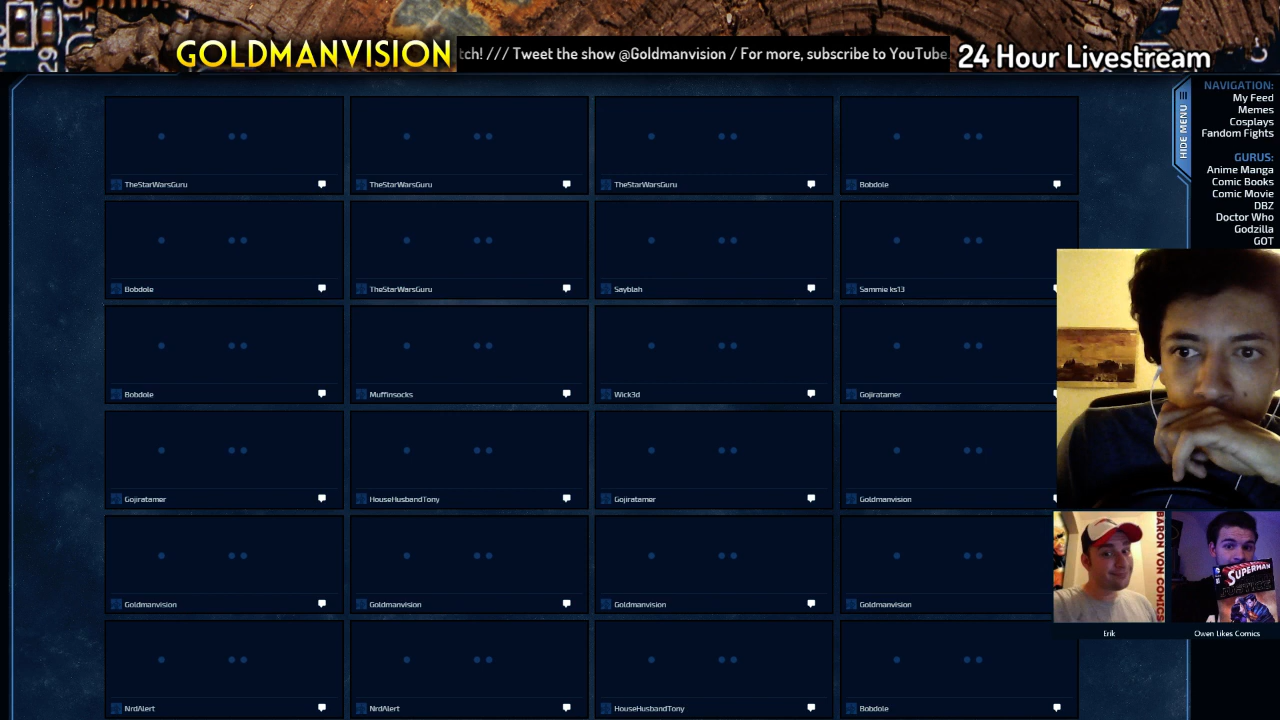 GOLDMANVISION
tch! /// Tweet the show @Goldmanvision / For more, subscribe to YouTube.
24 Hour Livestream
NAVIGATION:
My Feed
Memes
Cosplays
Fandom Fights
HIDE MENU
GURUS:
Anime Manga
Comic Books
Comic Movie
DBZ
Doctor Who
Godzilla
GOT
TheStarWarsGuru
TheStarWarsGuru
TheStarWarsGuru
Bobdole
Bobdole
TheStarWarsGuru
Sayblah
Sammie ks13
Bobdole
Muffinsocks
Wick3d
Gojiratamer
Gojiratamer
HouseHusbandTony
Gojiratamer
Goldmanvision
Goldmanvision
Goldmanvision
Goldmanvision
Goldmanvision
NrdAlert
NrdAlert
HouseHusbandTony
Bobdole
BARON VON COMICS
SUPERMAN
Erik
Owen Likes Comics